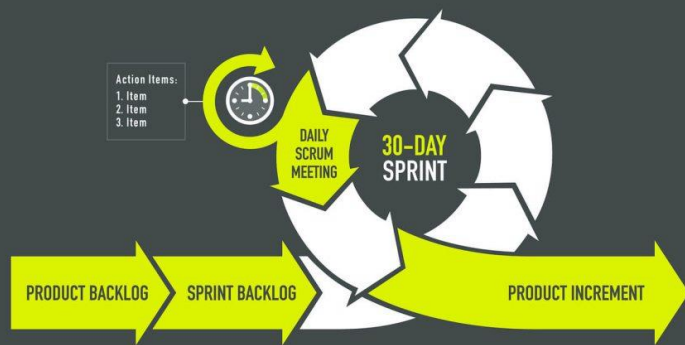 Action Items:
1. Item
2. Item
3. Item
DAILY
SCRUM
MEETING
30-DAY
SPRINT
PRODUCT BACKLOG
SPRINT BACKLOG
PRODUCT INCREMENT